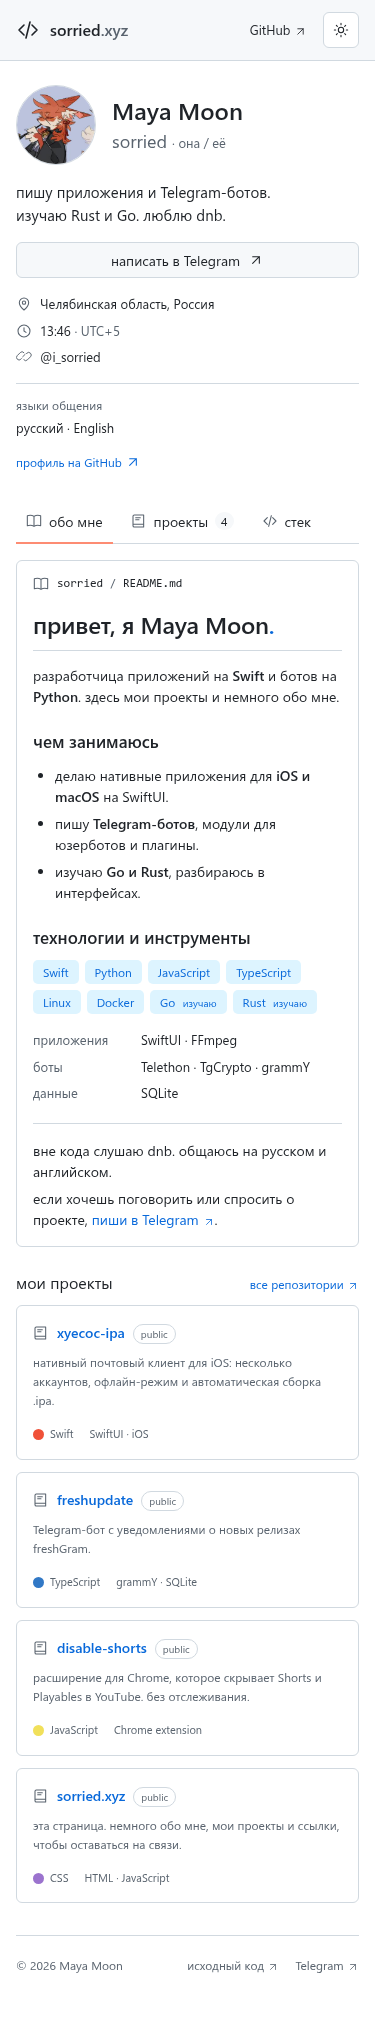 sorried.xyz
GitHub ↗
Maya Moon
sorried · она / её
пишу приложения и Telegram-ботов.
изучаю Rust и Go. люблю dnb.
написать в Telegram ↗
Челябинская область, Россия
13:46 · UTC+5
@i_sorried
языки общения
русский · English
профиль на GitHub ↗
обо мне
проекты 4
стек
sorried / README.md
привет, я Maya Moon.
разработчица приложений на Swift и ботов на
Python. здесь мои проекты и немного обо мне.
чем занимаюсь
• делаю нативные приложения для iOS и
macOS на SwiftUI.
• пишу Telegram-ботов, модули для
юзерботов и плагины.
• изучаю Go и Rust, разбираюсь в
интерфейсах.
технологии и инструменты
Swift Python JavaScript TypeScript
Linux Docker Go изучаю Rust изучаю
приложения SwiftUI · FFmpeg
боты Telethon · TgCrypto · grammY
данные SQLite
вне кода слушаю dnb. общаюсь на русском и
английском.
если хочешь поговорить или спросить о
проекте, пиши в Telegram ↗.
мои проекты
все репозитории ↗
xyecoc-ipa public
нативный почтовый клиент для iOS: несколько
аккаунтов, офлайн-режим и автоматическая сборка
.ipa.
Swift SwiftUI · iOS
freshupdate public
Telegram-бот с уведомлениями о новых релизах
freshGram.
TypeScript grammY · SQLite
disable-shorts public
расширение для Chrome, которое скрывает Shorts и
Playables в YouTube. без отслеживания.
JavaScript Chrome extension
sorried.xyz public
эта страница. немного обо мне, мои проекты и ссылки,
чтобы оставаться на связи.
CSS HTML · JavaScript
© 2026 Maya Moon
исходный код ↗
Telegram ↗